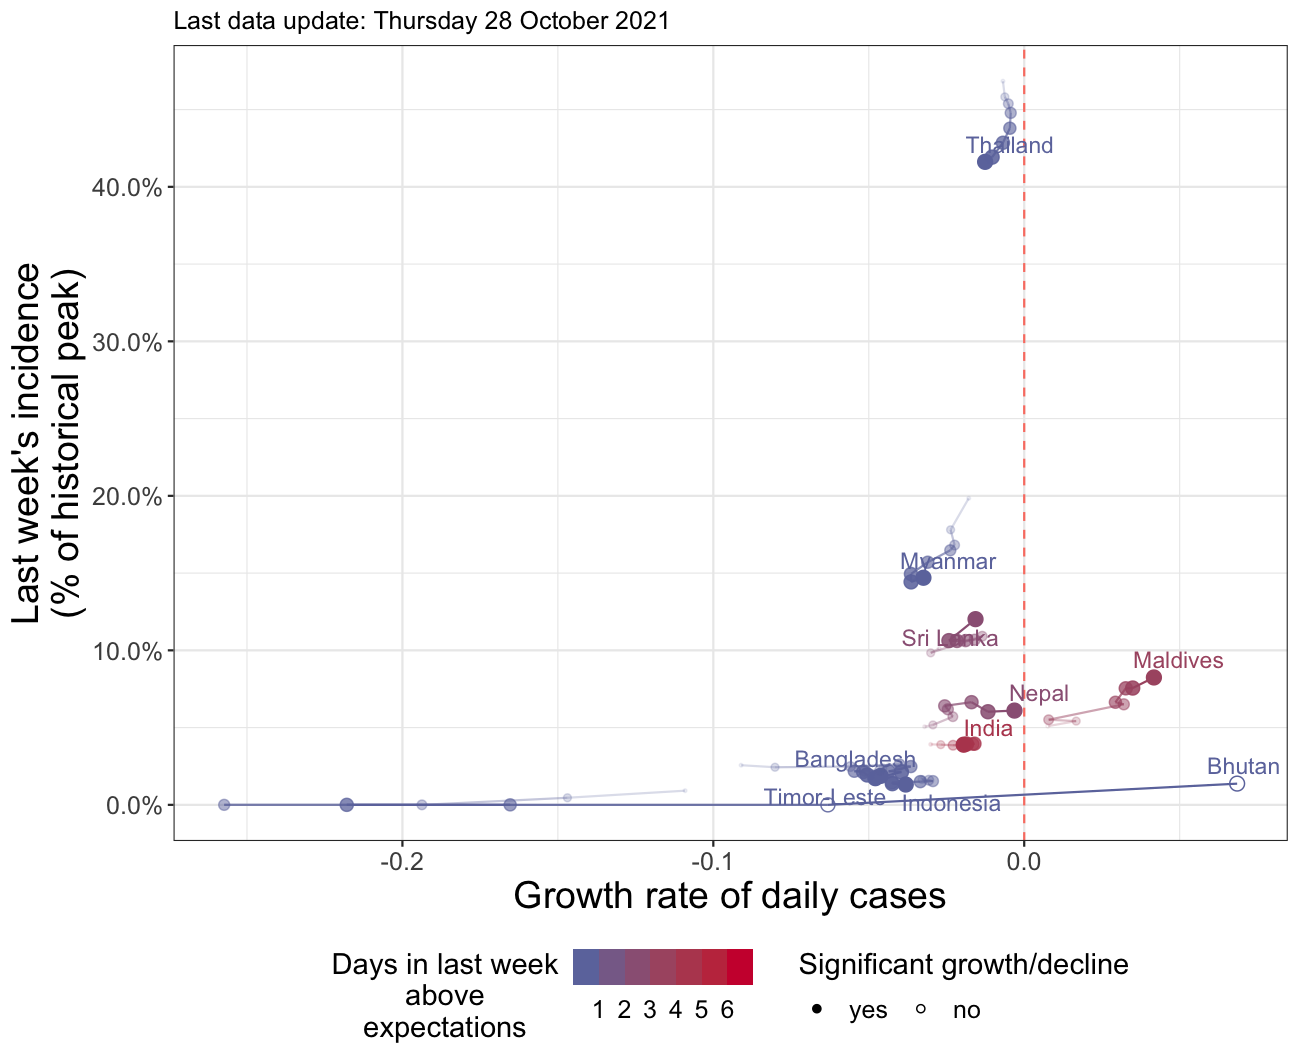 Last data update: Thursday 28 October 2021
Last week's incidence
(% of historical peak)
40.0%
30.0%
20.0%
10.0%
0.0%
Thailand
Myanmar
Sri Lanka
Maldives
Nepal
India
Bangladesh
Bhutan
Timor-Leste
Indonesia
-0.2
-0.1
0.0
Growth rate of daily cases
Days in last week
above
expectations
1 2 3 4 5 6
Significant growth/decline
yes
no